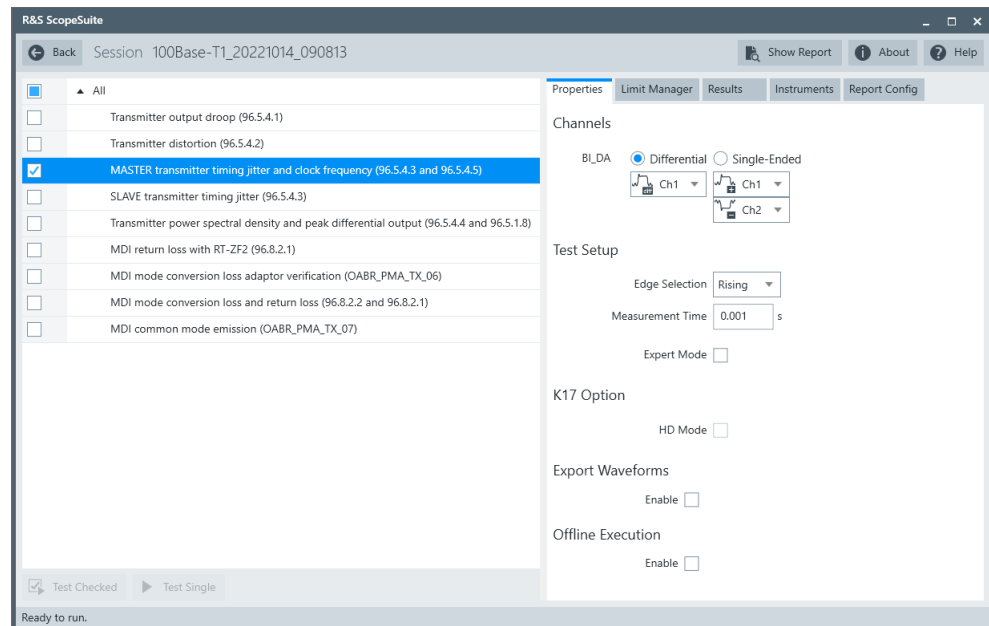 R&S ScopeSuite
Back Session 100Base-T1_20221014_090813 Show Report About Help
All
Transmitter output droop (96.5.4.1)
Transmitter distortion (96.5.4.2)
MASTER transmitter timing jitter and clock frequency (96.5.4.3 and 96.5.4.5)
SLAVE transmitter timing jitter (96.5.4.3)
Transmitter power spectral density and peak differential output (96.5.4.4 and 96.5.1.8)
MDI return loss with RT-ZF2 (96.8.2.1)
MDI mode conversion loss adaptor verification (OABR_PMA_TX_06)
MDI mode conversion loss and return loss (96.8.2.2 and 96.8.2.1)
MDI common mode emission (OABR_PMA_TX_07)
Test Checked Test Single
Properties Limit Manager Results Instruments Report Config
Channels
BI_DA Differential Single-Ended
Ch1 Ch1
Ch2
Test Setup
Edge Selection Rising
Measurement Time 0.001 s
Expert Mode
K17 Option
HD Mode
Export Waveforms
Enable
Offline Execution
Enable
Ready to run.